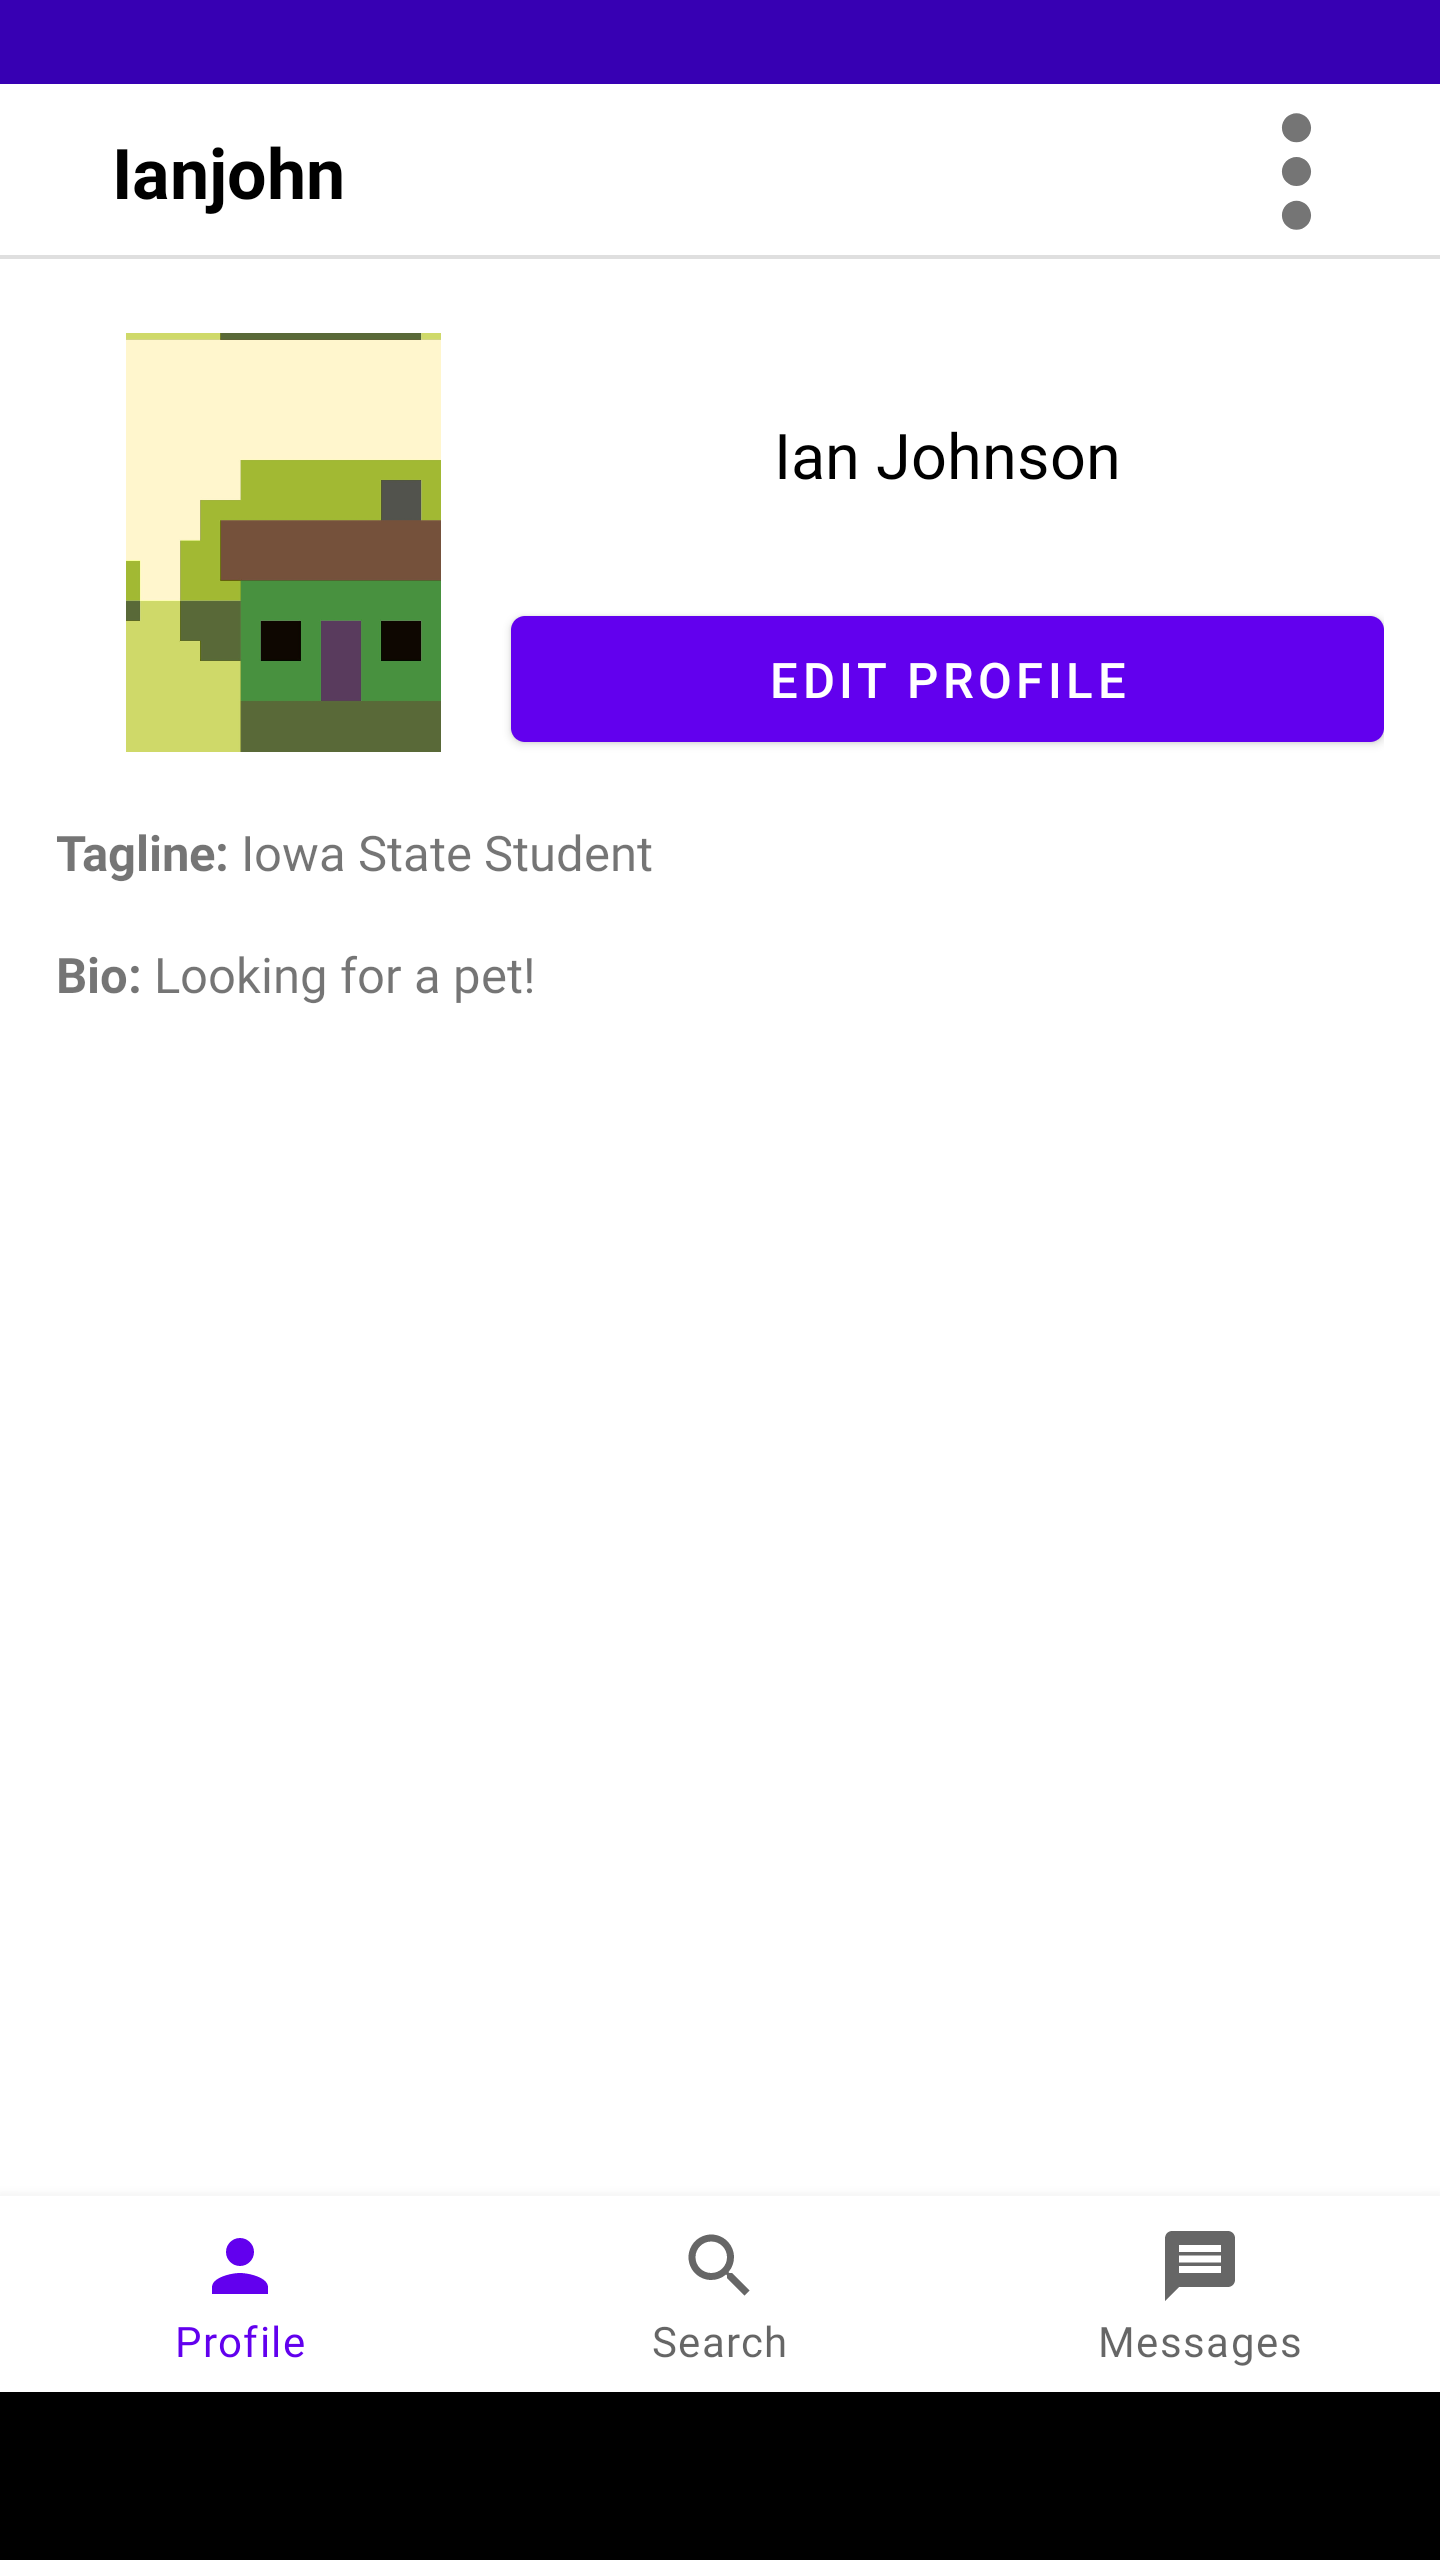 Ianjohn
Ian Johnson
EDIT PROFILE
Tagline: Iowa State Student
Bio: Looking for a pet!
Profile
Search
Messages